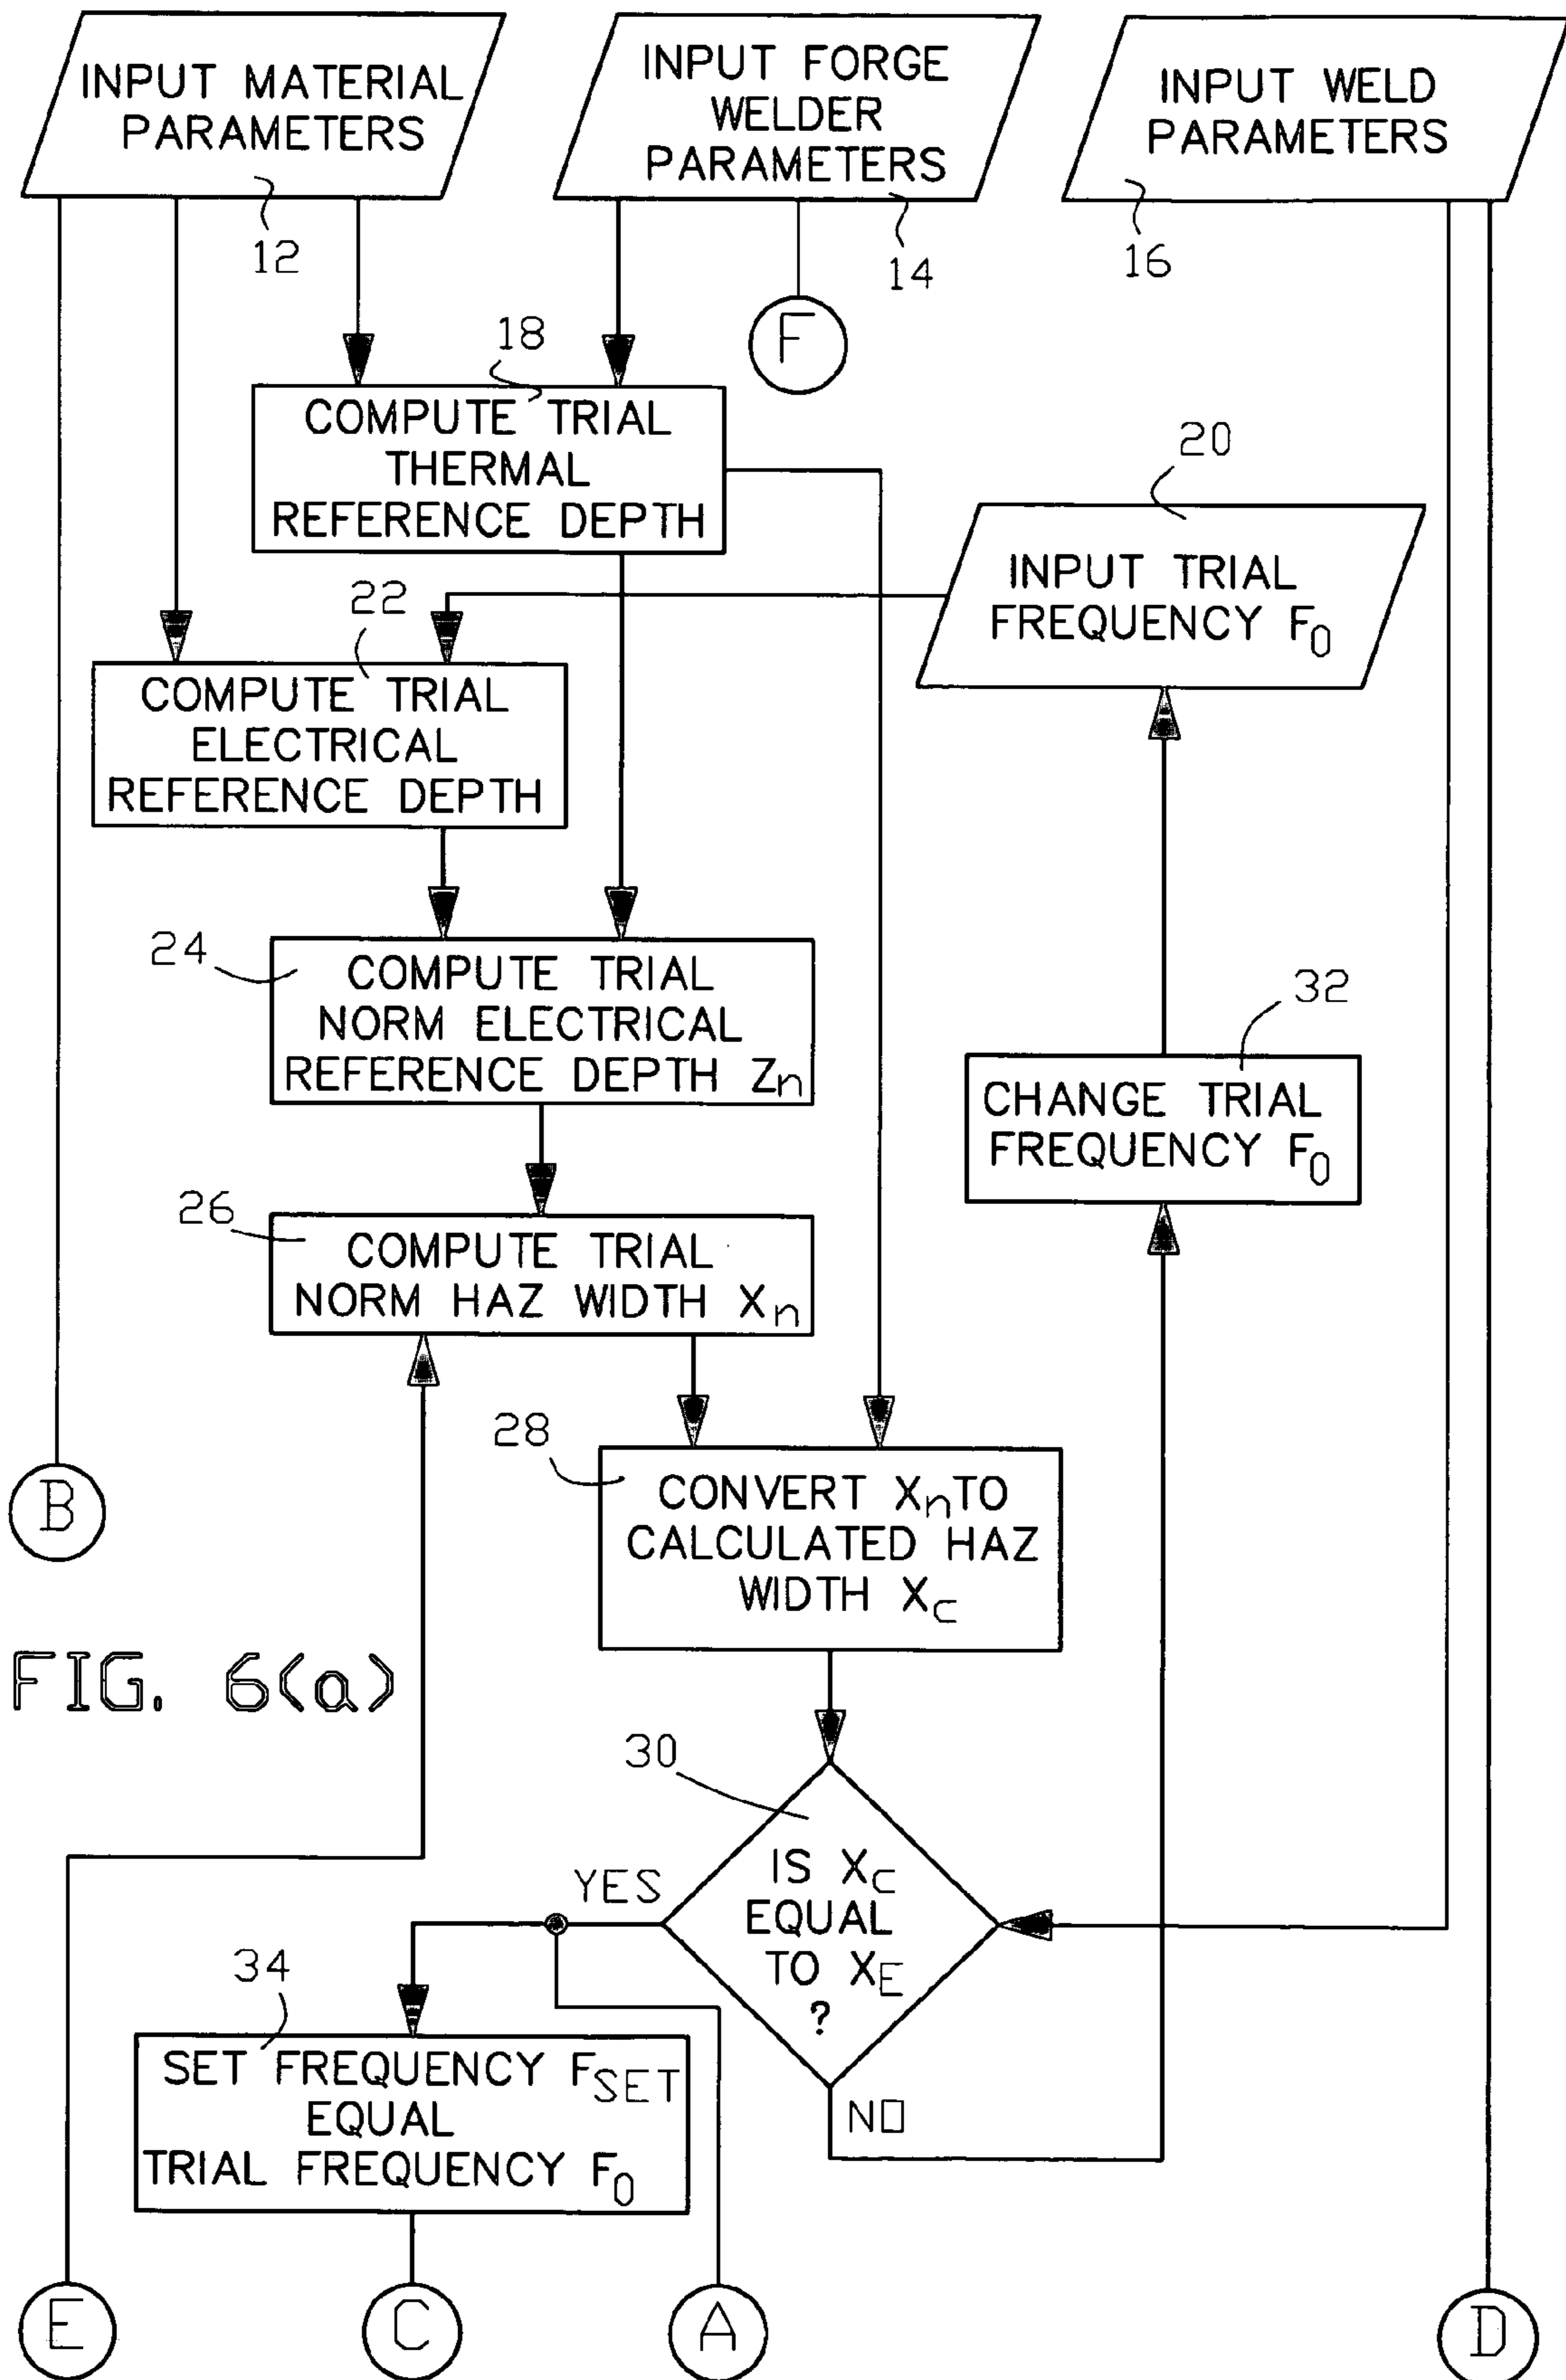 INPUT MATERIAL
PARAMETERS
12
INPUT FORGE
WELDER
PARAMETERS
14
INPUT WELD
PARAMETERS
16
F
18
COMPUTE TRIAL
THERMAL
REFERENCE DEPTH
20
INPUT TRIAL
FREQUENCY F0
22
COMPUTE TRIAL
ELECTRICAL
REFERENCE DEPTH
24
COMPUTE TRIAL
NORM ELECTRICAL
REFERENCE DEPTH Zn
32
CHANGE TRIAL
FREQUENCY F0
26
COMPUTE TRIAL
NORM HAZ WIDTH Xn
28
CONVERT Xn TO
CALCULATED HAZ
WIDTH Xc
B
FIG. 6(a)
30
IS Xc
EQUAL
TO XE
?
YES
NO
34
SET FREQUENCY FSET
EQUAL
TRIAL FREQUENCY F0
E
C
A
D